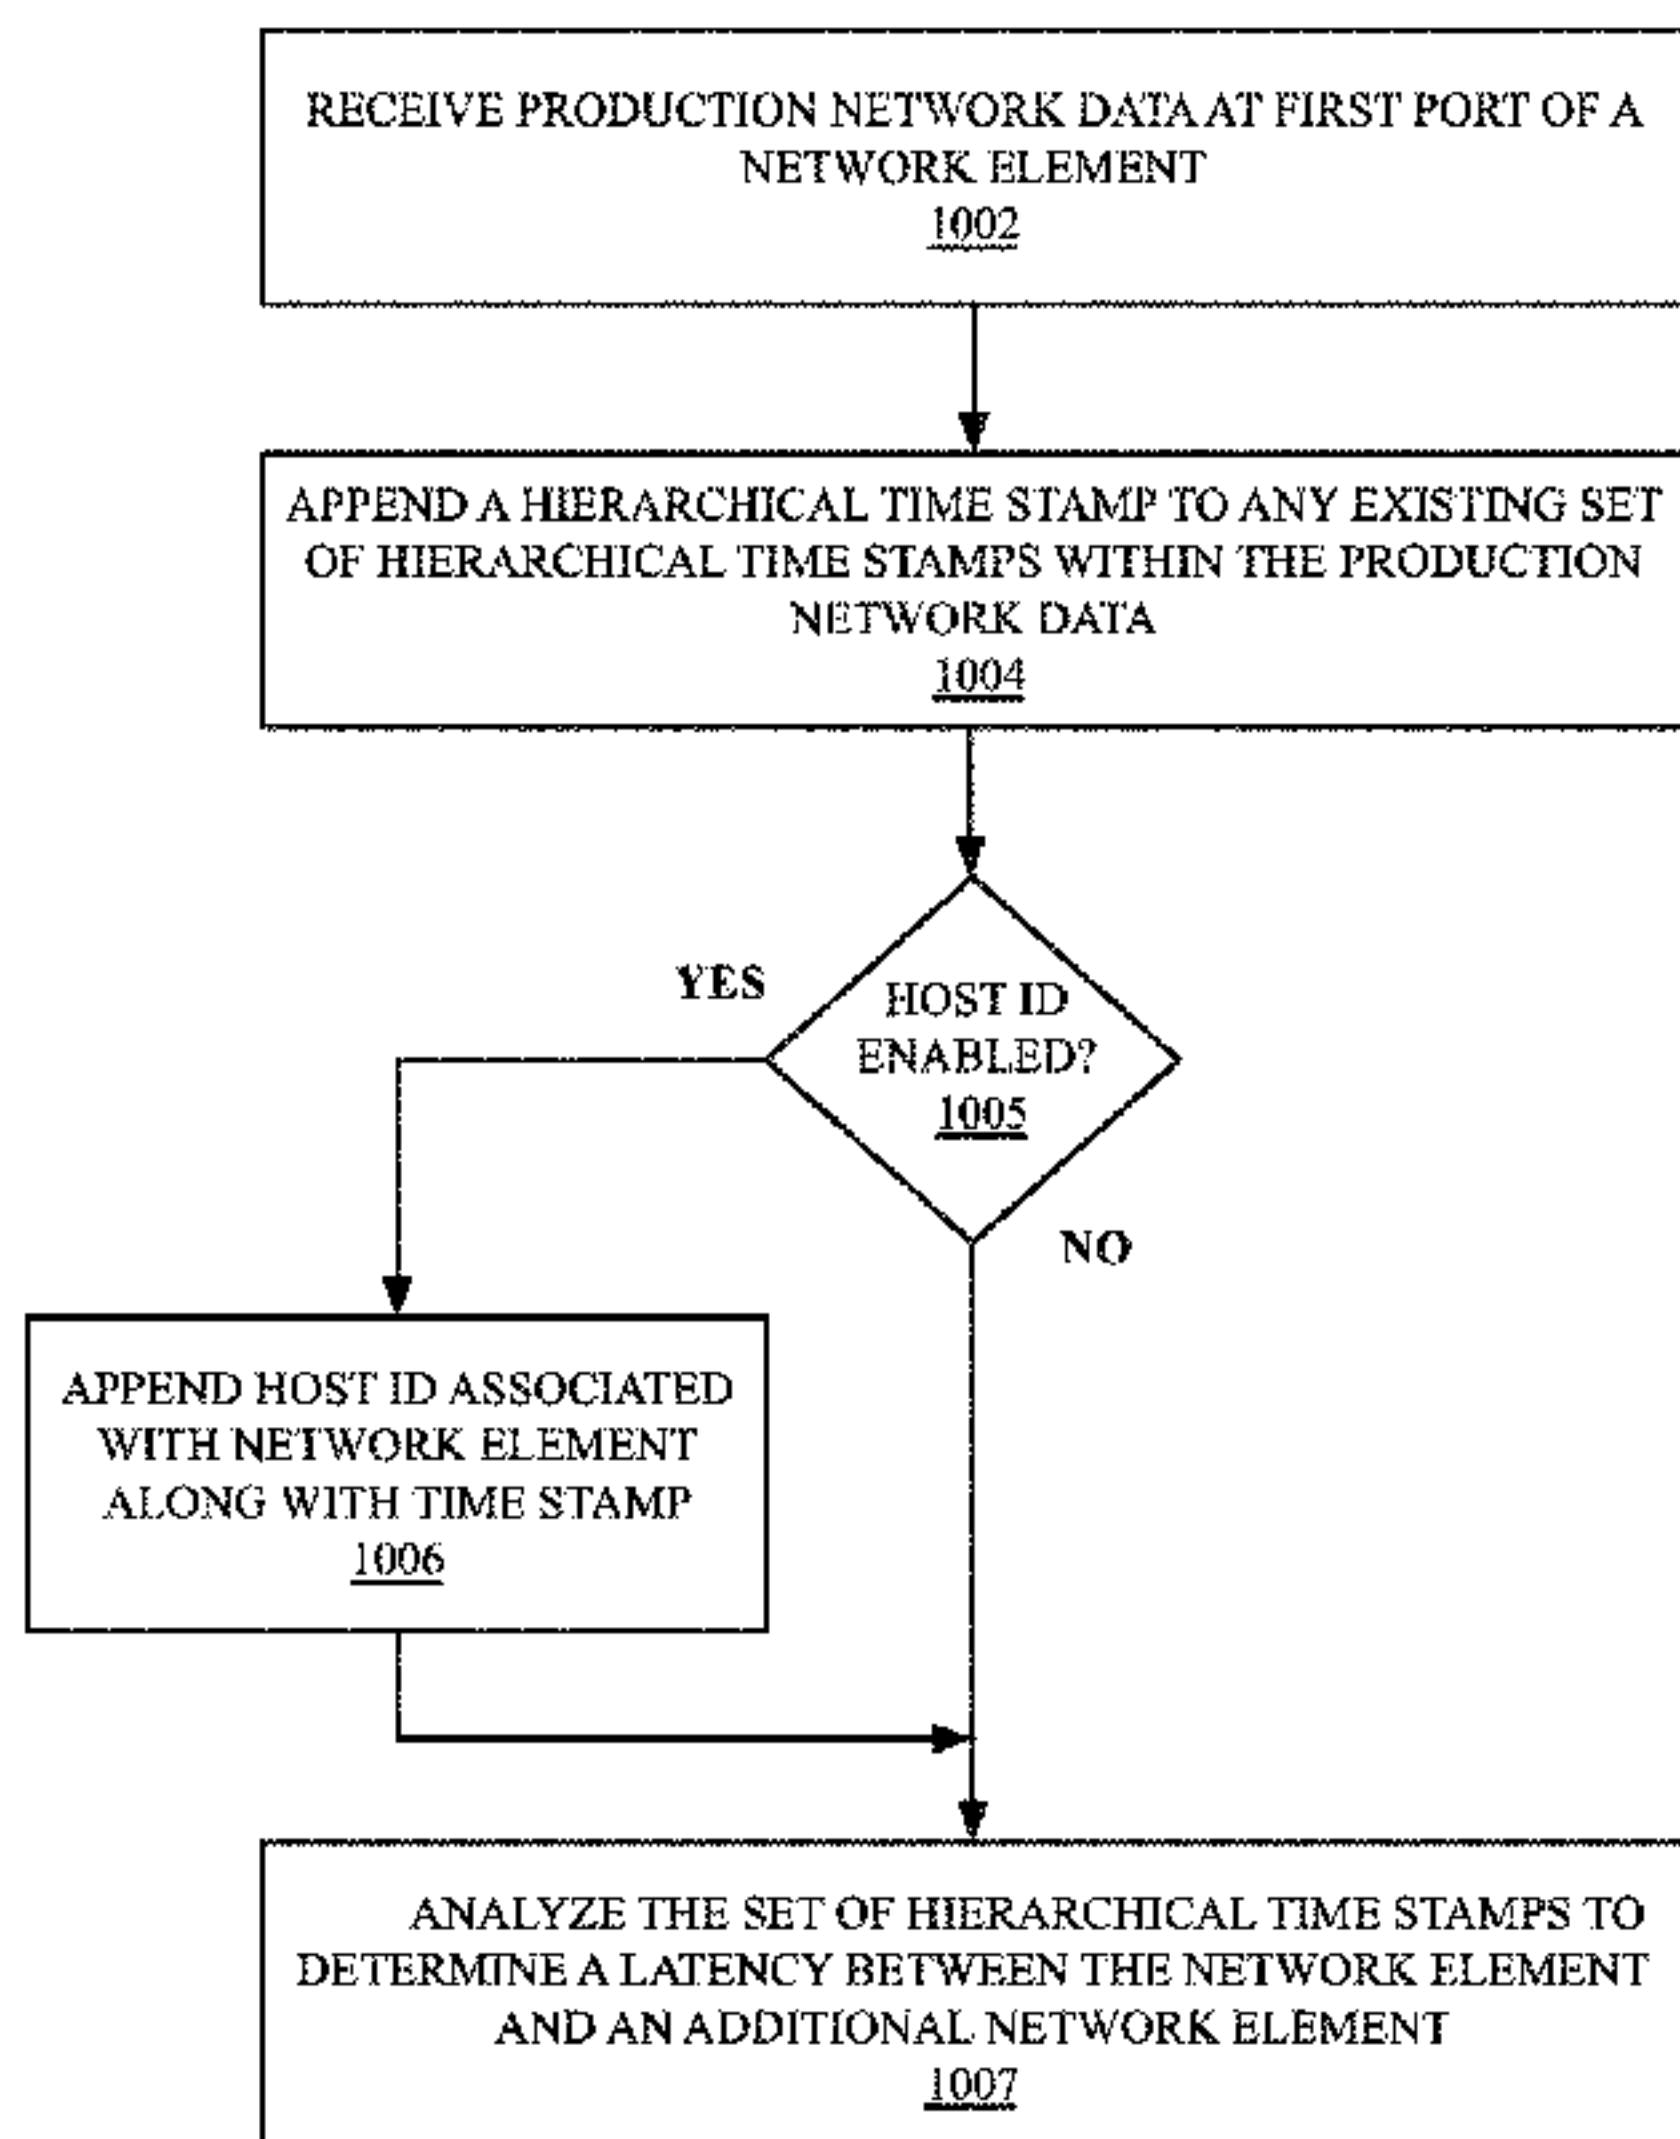 RECEIVE PRODUCTION NETWORK DATA AT FIRST PORT OF A
NETWORK ELEMENT
1002
APPEND A HIERARCHICAL TIME STAMP TO ANY EXISTING SET
OF HIERARCHICAL TIME STAMPS WITHIN THE PRODUCTION
NETWORK DATA
1004
YES
HOST ID
ENABLED?
1005
NO
APPEND HOST ID ASSOCIATED
WITH NETWORK ELEMENT
ALONG WITH TIME STAMP
1006
ANALYZE THE SET OF HIERARCHICAL TIME STAMPS TO
DETERMINE A LATENCY BETWEEN THE NETWORK ELEMENT
AND AN ADDITIONAL NETWORK ELEMENT
1007